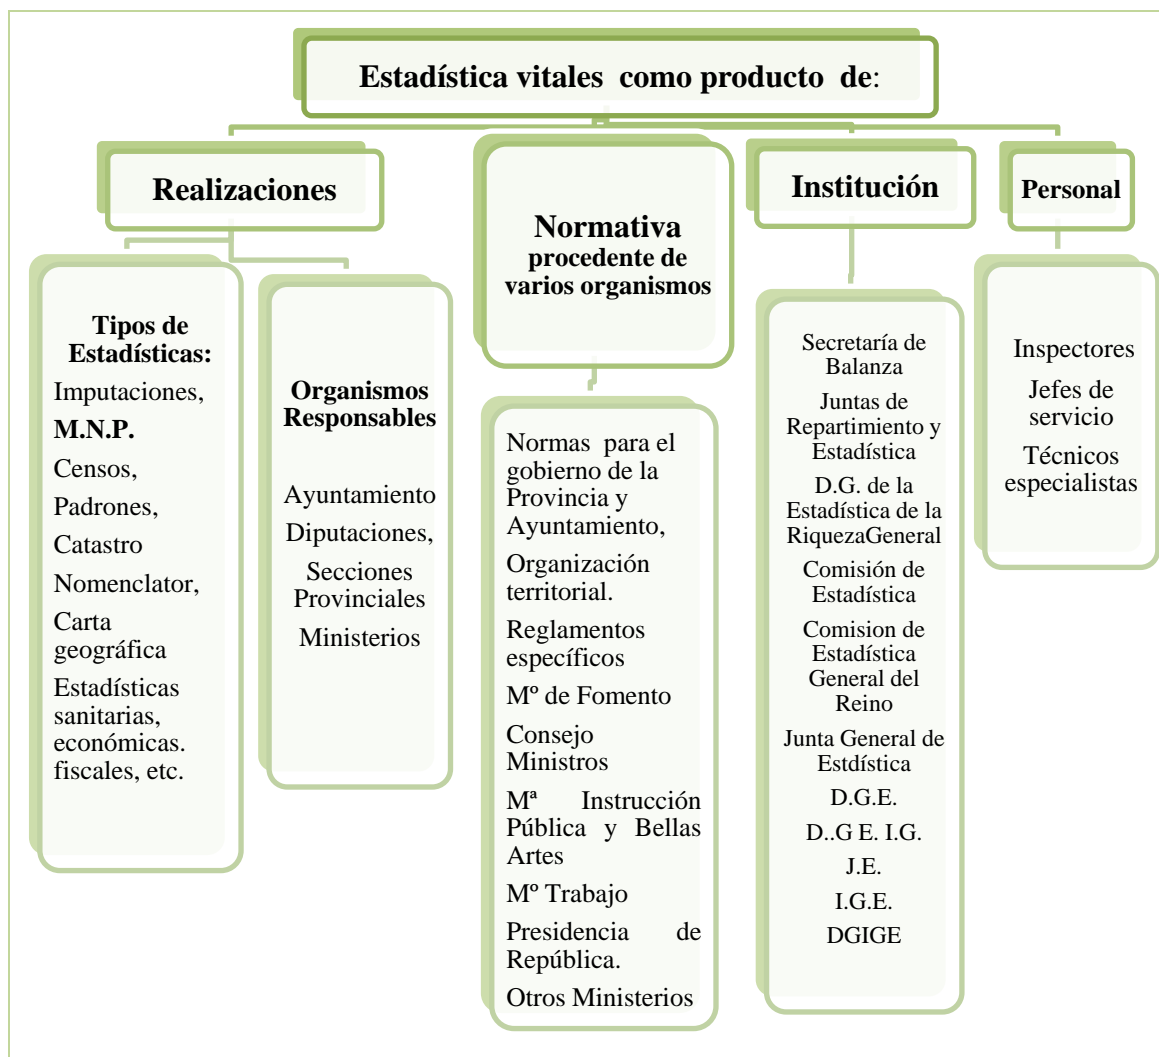 Estadística vitales como producto de:
Realizaciones
Tipos de
Estadísticas:
Imputaciones,
M.N.P.
Censos,
Padrones,
Catastro
Nomenclator,
Carta
geográfica
Estadísticas
sanitarias,
económicas.
fiscales, etc.
Organismos
Responsables
Ayuntamiento
Diputaciones,
Secciones
Provinciales
Ministerios
Normativa
procedente de
varios organismos
Normas para el
gobierno de la
Provincia y
Ayuntamiento,
Organización
territorial.
Reglamentos
específicos
Mº de Fomento
Consejo
Ministros
Mª Instrucción
Pública y Bellas
Artes
Mº Trabajo
Presidencia de
República.
Otros Ministerios
Institución
Secretaría de
Balanza
Juntas de
Repartimiento y
Estadística
D.G. de la
Estadística de la
RiquezaGeneral
Comisión de
Estadística
Comision de
Estadística
General del
Reino
Junta General de
Estdística
D.G.E.
D..G E. I.G.
J.E.
I.G.E.
DGIGE
Personal
Inspectores
Jefes de
servicio
Técnicos
especialistas